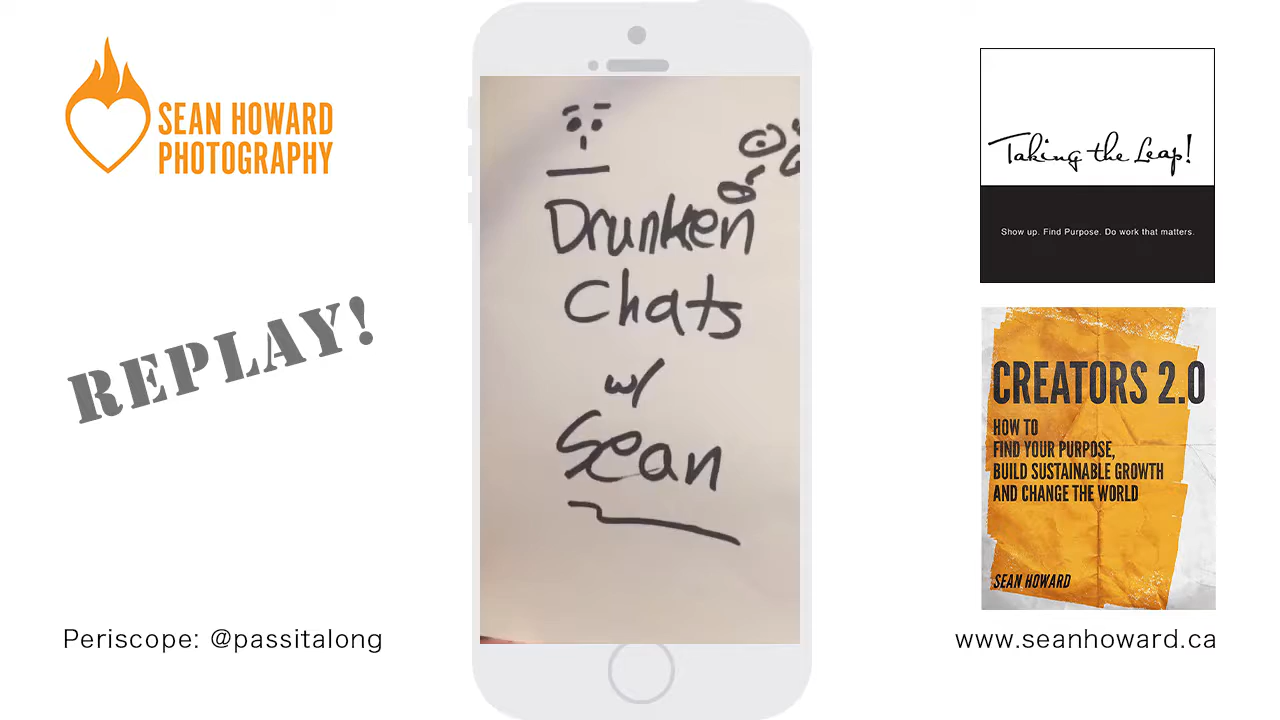 SEAN HOWARD
PHOTOGRAPHY
REPLAY!
Periscope: @passitalong
Drunken
Chats
w/
Sean
Taking the Leap!
Show up. Find Purpose. Do work that matters.
CREATORS 2.0
HOW TO
FIND YOUR PURPOSE,
BUILD SUSTAINABLE GROWTH
AND CHANGE THE WORLD
SEAN HOWARD
www.seanhoward.ca